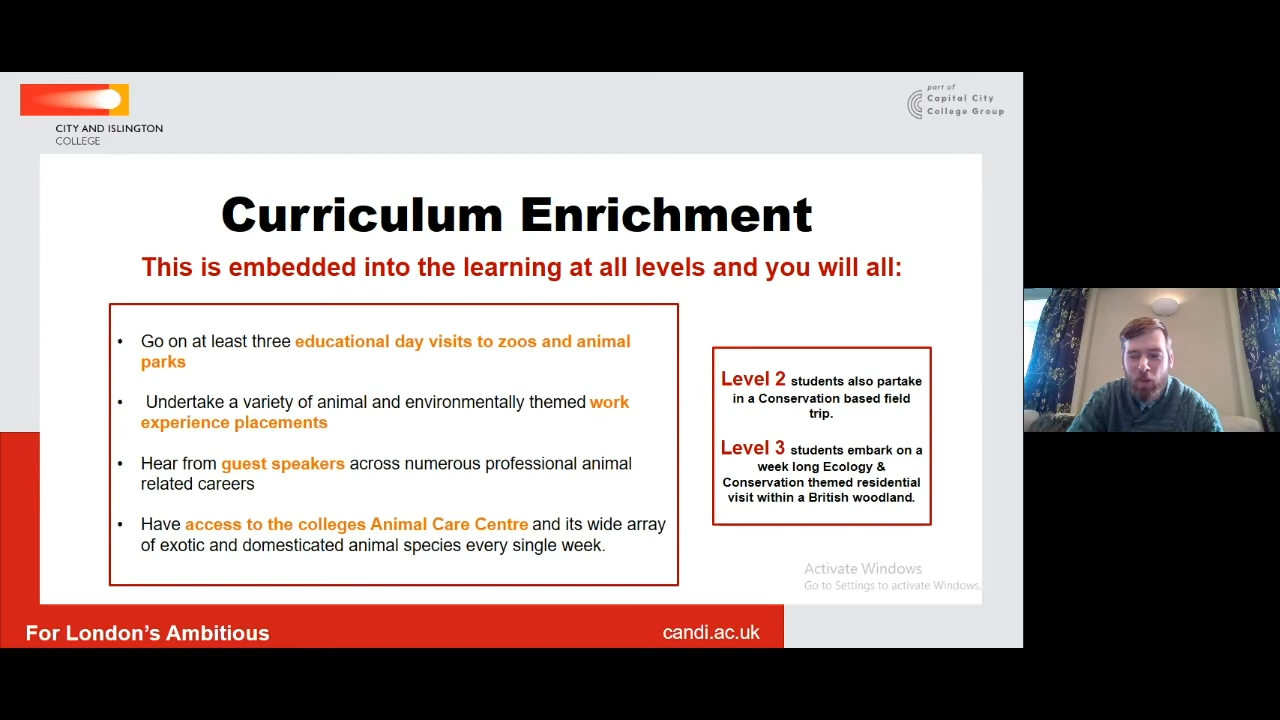 CITY AND ISLINGTON
COLLEGE
part of
Capital City
College Group
Curriculum Enrichment
This is embedded into the learning at all levels and you will all:
• Go on at least three educational day visits to zoos and animal
parks
• Undertake a variety of animal and environmentally themed work
experience placements
• Hear from guest speakers across numerous professional animal
related careers
• Have access to the colleges Animal Care Centre and its wide array
of exotic and domesticated animal species every single week.
Level 2 students also partake
in a Conservation based field
trip.
Level 3 students embark on a
week long Ecology &
Conservation themed residential
visit within a British woodland.
Activate Windows
Go to Settings to activate Windows.
For London's Ambitious
candi.ac.uk